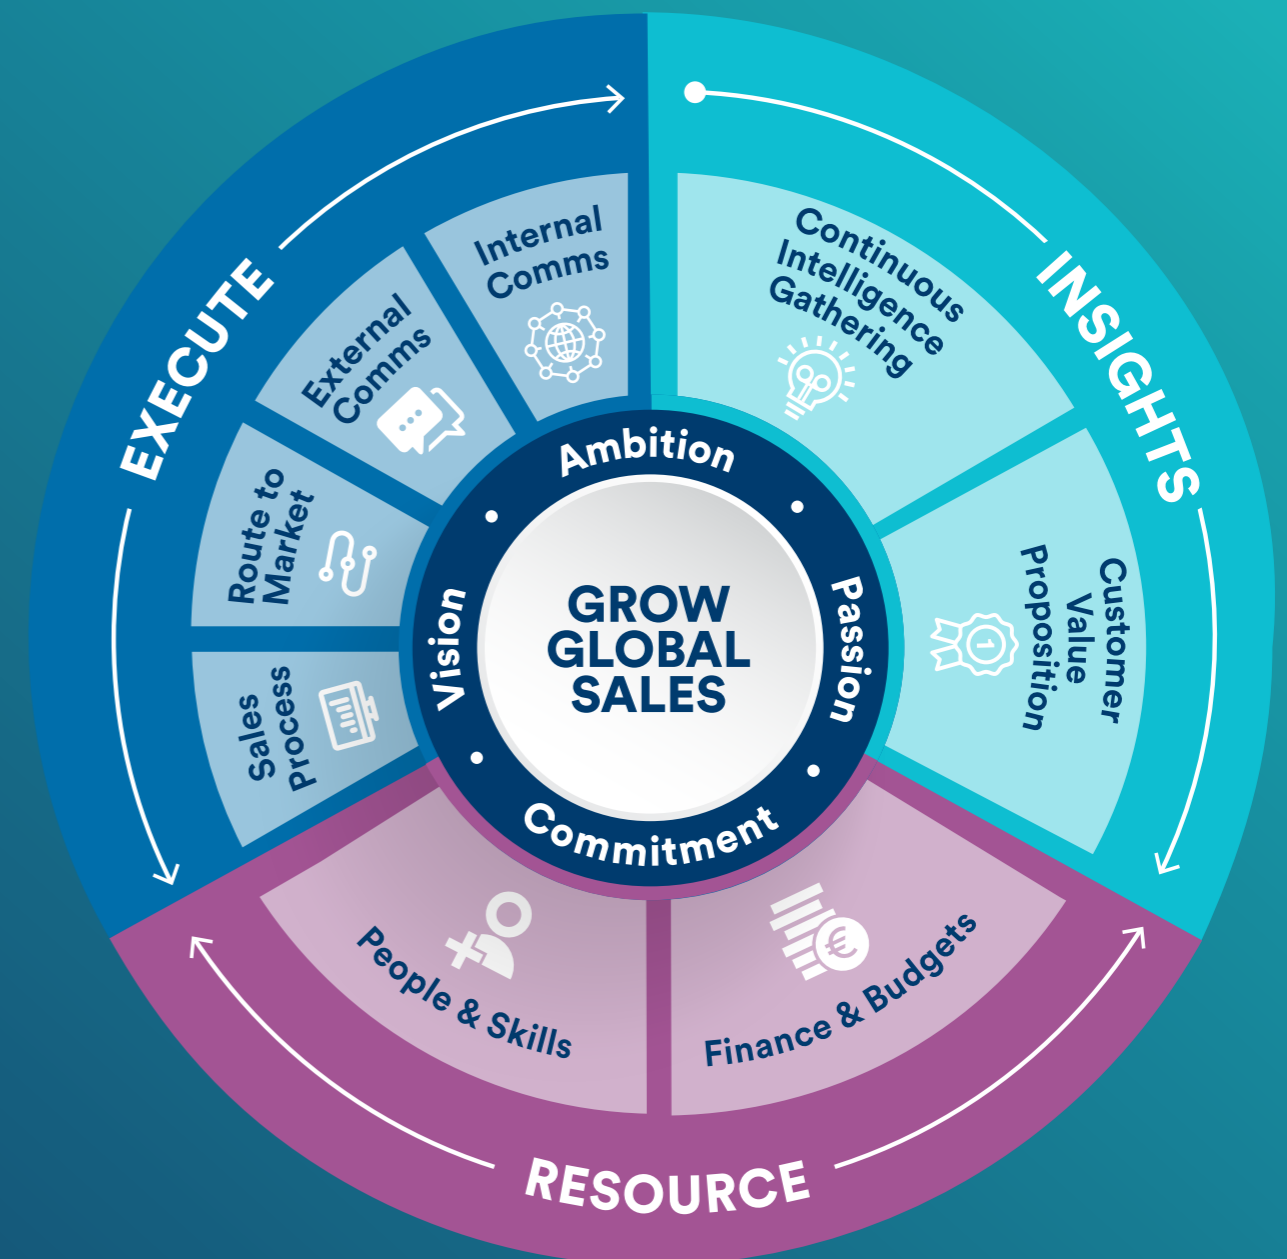 INSIGHTS
Continuous
Intelligence
Gathering
Customer
Value
Proposition
1
RESOURCE
Finance & Budgets
€
People & Skills
EXECUTE
Sales
Process
Route to
Market
External
Comms
Internal
Comms
Ambition
Passion
Commitment
Vision
GROW
GLOBAL
SALES